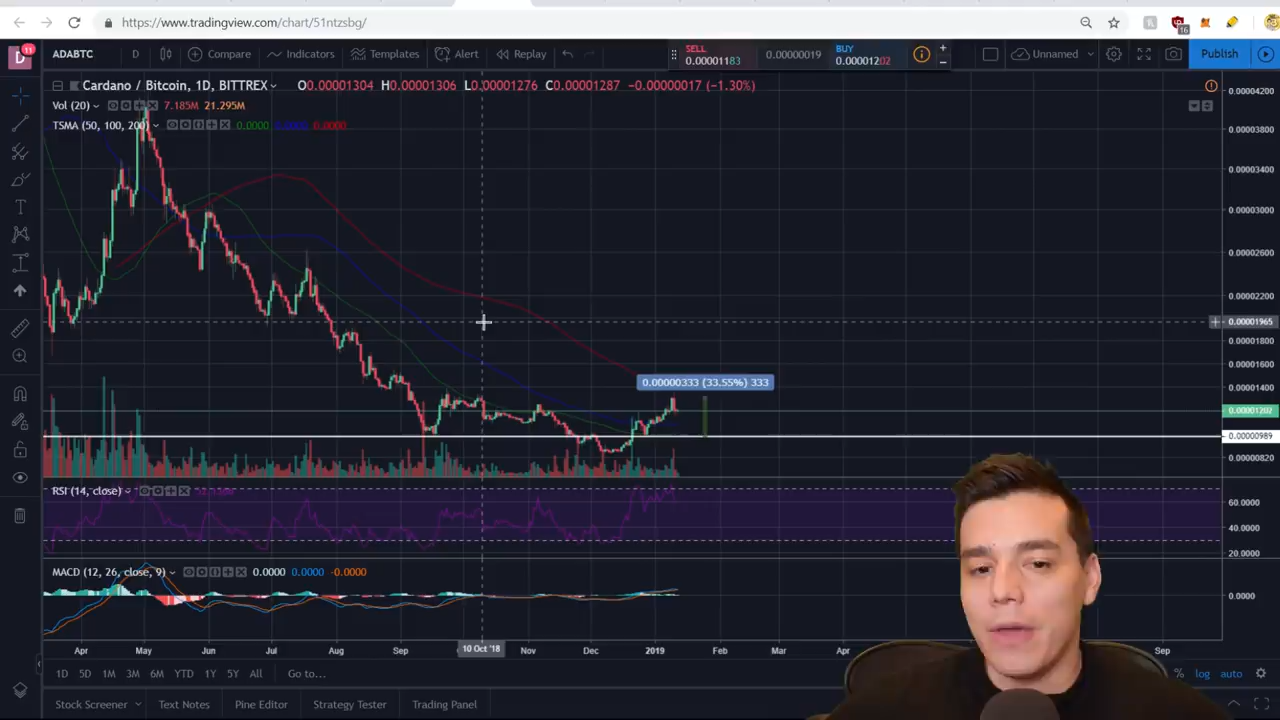 https://www.tradingview.com/chart/51ntzsbg/
16
D 11 ADABTC D Compare Indicators Templates Alert Replay SELL 0.00001183 0.00000019 BUY 0.00001202 + − Unnamed Publish
Cardano / Bitcoin, 1D, BITTREX O0.00001304 H0.00001306 L0.00001276 C0.00001287 -0.00000017 (-1.30%)
Vol (20) 7.185M 21.295M
TSMA (50, 100, 200) 0.0000 0.0000 0.0000
0.00004200
0.00003800
0.00003400
0.00003000
0.00002600
0.00002200
0.00001965
0.00001800
0.00001600
0.00000333 (33.55%) 333
0.00001400
0.00001202
0.00000989
0.00000820
RSI (14, close)
60.0000
40.0000
20.0000
MACD (12, 26, close, 9) 0.0000 0.0000 -0.0000
0.0000
Apr May Jun Jul Aug Sep 10 Oct '18 Nov Dec 2019 Feb Mar Apr Sep
1D 5D 1M 3M 6M YTD 1Y 5Y All Go to... % log auto
Stock Screener Text Notes Pine Editor Strategy Tester Trading Panel